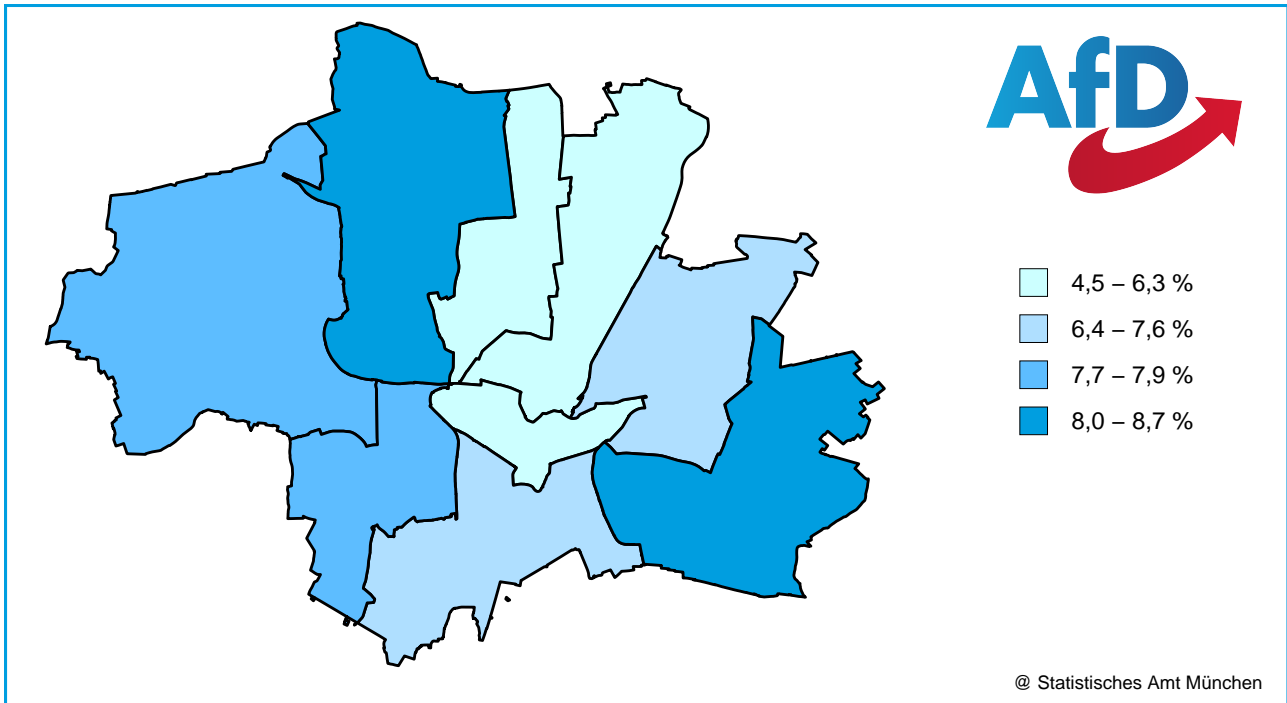 AfD
4,5 – 6,3 %
6,4 – 7,6 %
7,7 – 7,9 %
8,0 – 8,7 %
@ Statistisches Amt München